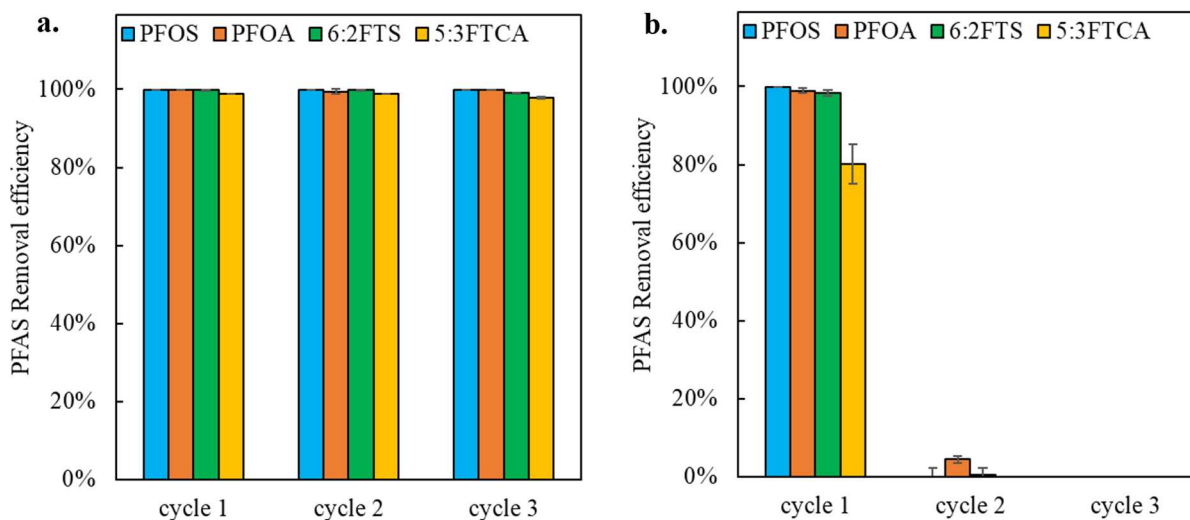 a.
PFOS PFOA 6:2FTS 5:3FTCA
PFAS Removal efficiency
100%
80%
60%
40%
20%
0%
cycle 1 cycle 2 cycle 3
b.
PFOS PFOA 6:2FTS 5:3FTCA
PFAS Removal efficiency
100%
80%
60%
40%
20%
0%
cycle 1 cycle 2 cycle 3